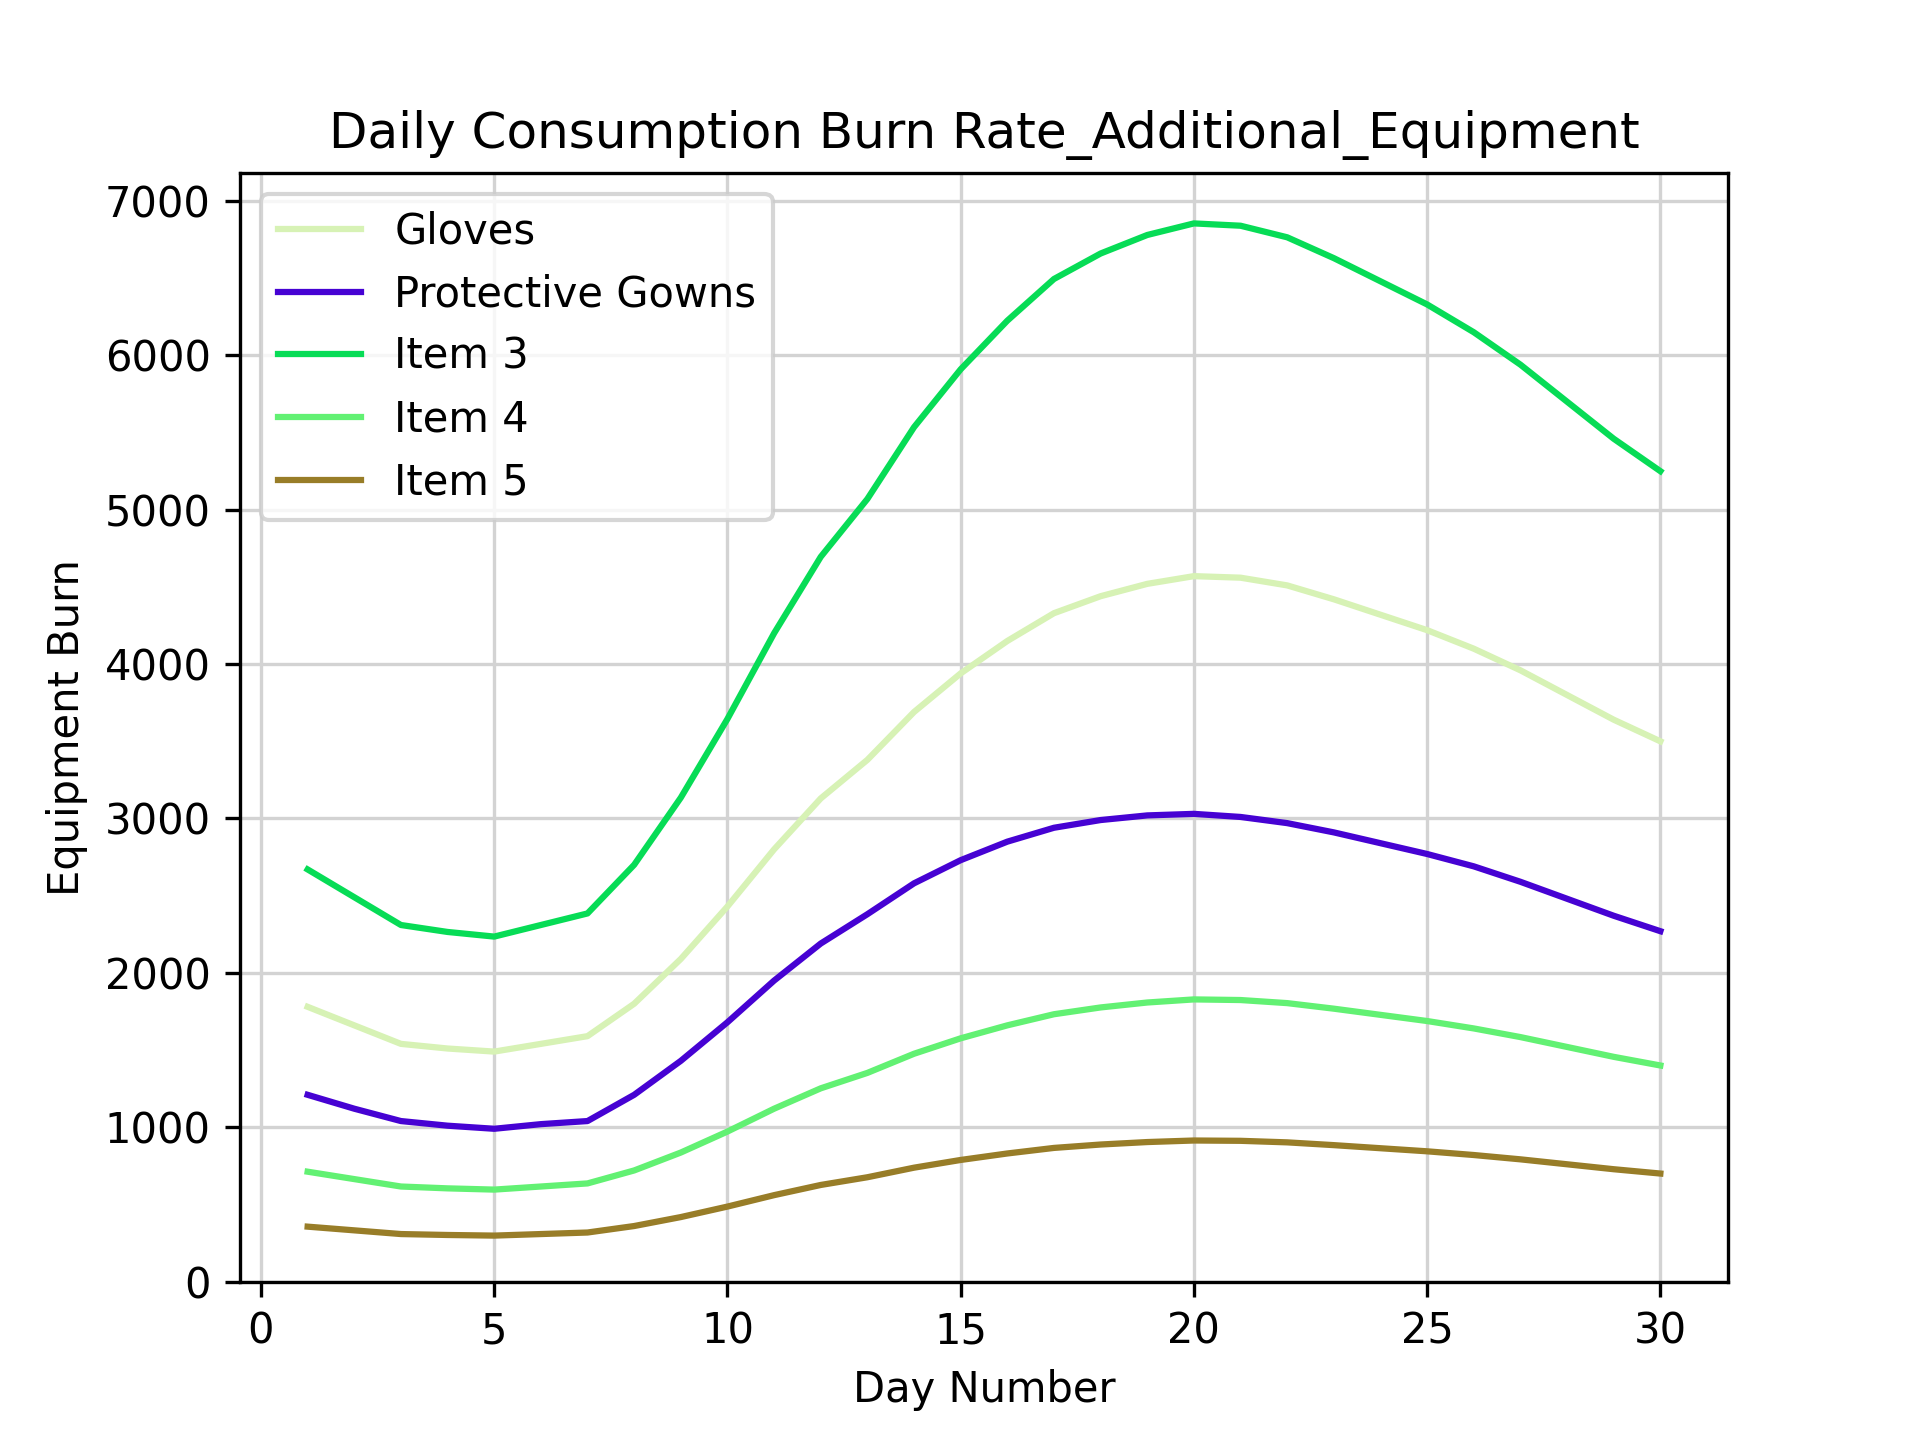 Daily Consumption Burn Rate_Additional_Equipment
7000
6000
5000
4000
3000
2000
1000
0
Equipment Burn
Gloves
Protective Gowns
Item 3
Item 4
Item 5
0 5 10 15 20 25 30
Day Number